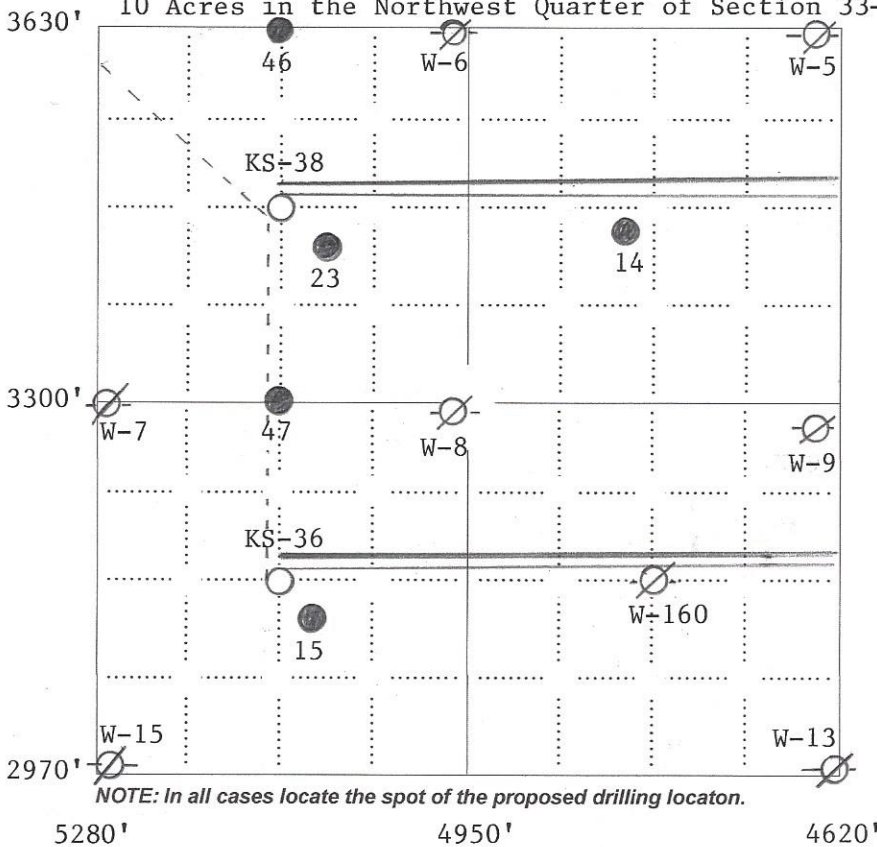 10 Acres in the Northwest Quarter of Section 33-
3630'
46
W-6
W-5
KS-38
23
14
3300'
W-7
47
W-8
W-9
KS-36
W-160
15
W-15
W-13
2970'
NOTE: In all cases locate the spot of the proposed drilling locaton.
5280' 4950' 4620'